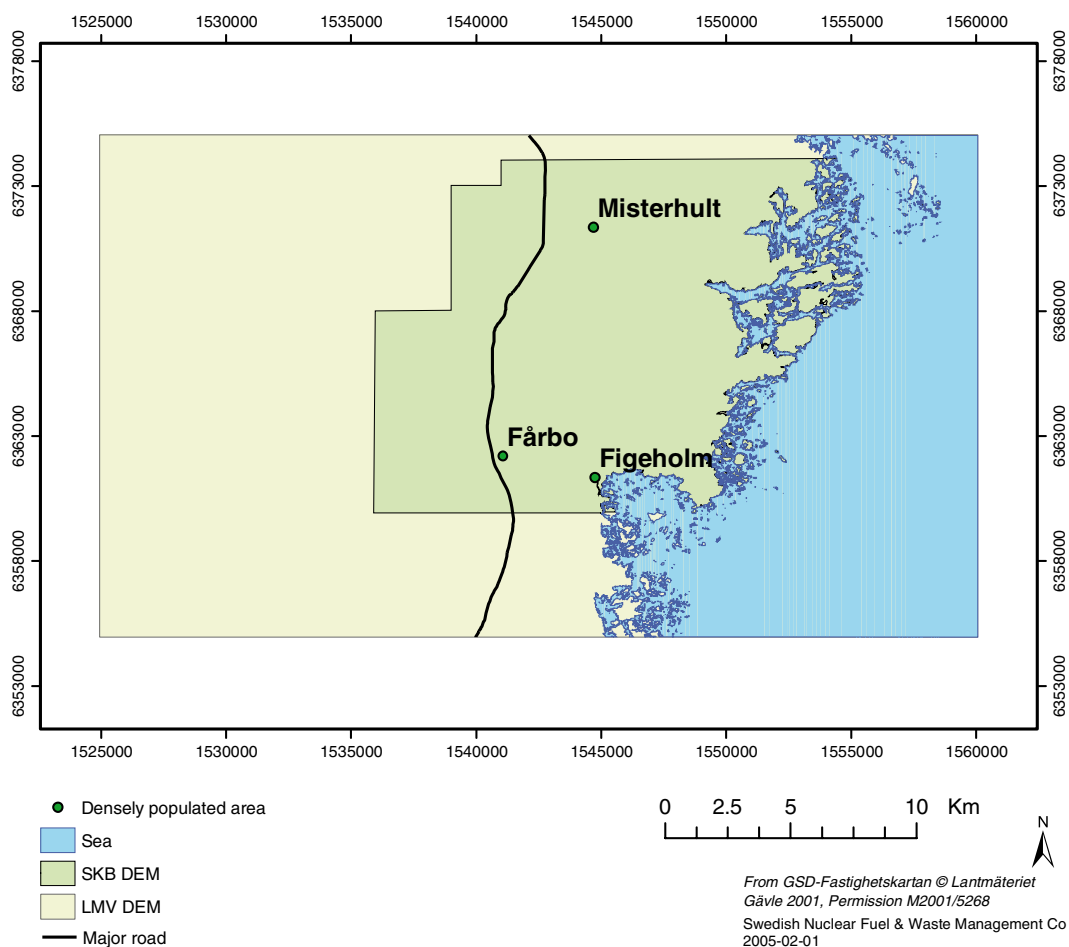 1525000 1530000 1535000 1540000 1545000 1550000 1555000 1560000
6378000 6378000
6373000 6373000
Misterhult
6368000 6368000
6363000 6363000
Fårbo
Figeholm
6358000 6358000
6353000 6353000
1525000 1530000 1535000 1540000 1545000 1550000 1555000 1560000
Densely populated area
Sea
SKB DEM
LMV DEM
Major road
0 2.5 5 10 Km
N
From GSD-Fastighetskartan © Lantmäteriet
Gävle 2001, Permission M2001/5268
Swedish Nuclear Fuel & Waste Management Co
2005-02-01